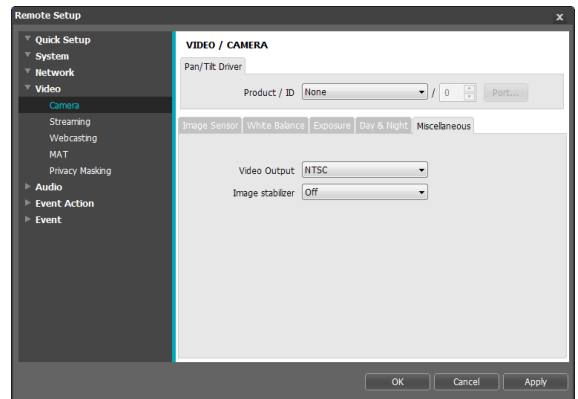 Remote Setup x
Quick Setup
System
Network
Video
Camera
Streaming
Webcasting
MAT
Privacy Masking
Audio
Event Action
Event
VIDEO / CAMERA
Pan/Tilt Driver
Product / ID None / 0 Port...
Image Sensor White Balance Exposure Day & Night Miscellaneous
Video Output NTSC
Image stabilizer Off
OK Cancel Apply